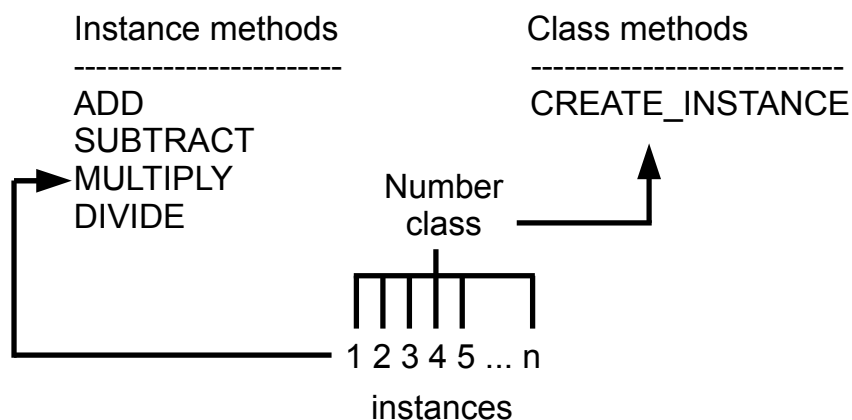 Instance methods
------------------------
ADD
SUBTRACT
MULTIPLY
DIVIDE
Class methods
----------------------------
CREATE_INSTANCE
Number
class
1 2 3 4 5 ... n
instances